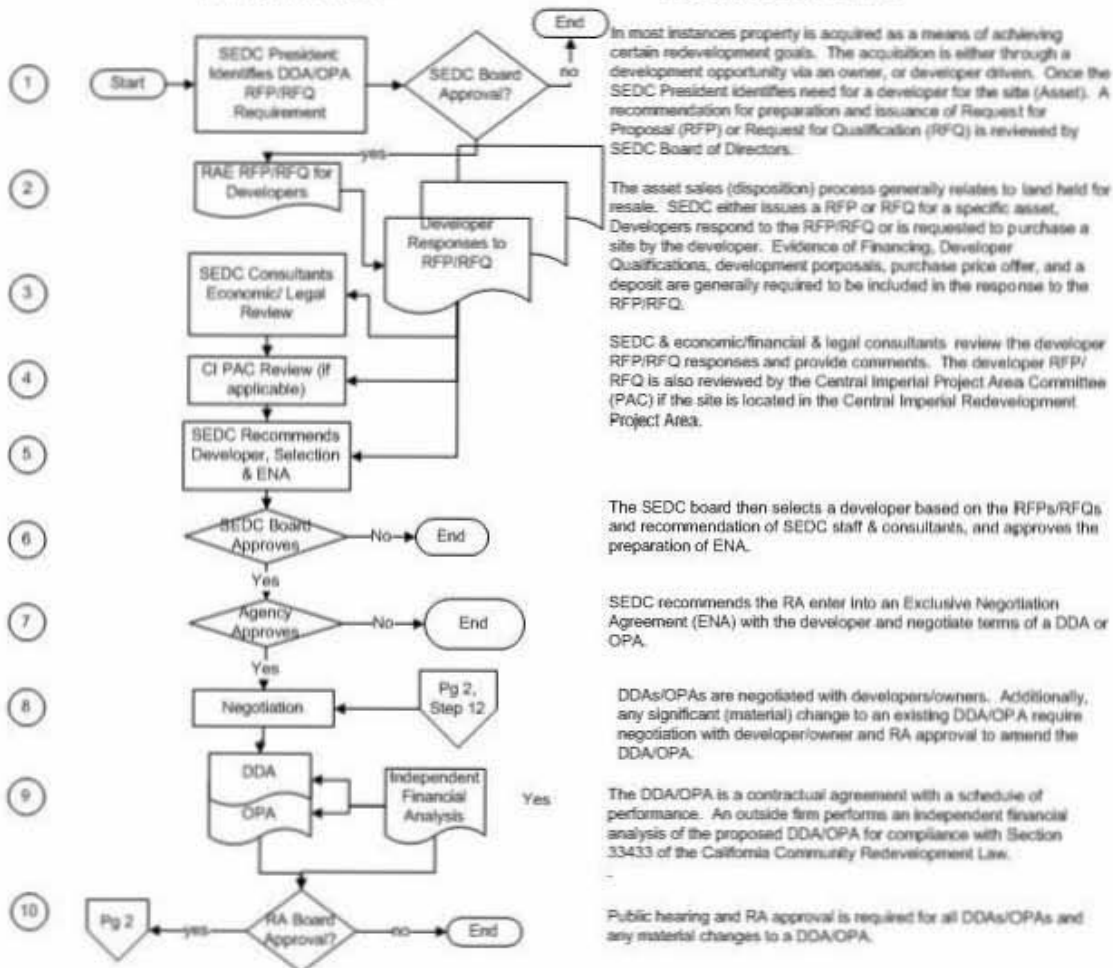 1
Start
SEDC President
Identifies DDA/OPA
RFP/RFQ
Requirement
SEDC Board
Approval?
no
End
yes
In most instances property is acquired as a means of achieving
certain redevelopment goals. The acquisition is either through a
development opportunity via an owner, or developer driven. Once the
SEDC President identifies need for a developer for the site (Asset). A
recommendation for preparation and issuance of Request for
Proposal (RFP) or Request for Qualification (RFQ) is reviewed by
SEDC Board of Directors.
2
RAE RFP/RFQ for
Developers
Developer
Responses to
RFP/RFQ
The asset sales (disposition) process generally relates to land held for
resale. SEDC either issues a RFP or RFQ for a specific asset,
Developers respond to the RFP/RFQ or is requested to purchase a
site by the developer. Evidence of Financing, Developer
Qualifications, development porposals, purchase price offer, and a
deposit are generally required to be included in the response to the
RFP/RFQ.
3
SEDC Consultants
Economic/ Legal
Review
4
CI PAC Review (if
applicable)
SEDC & economic/financial & legal consultants review the developer
RFP/RFQ responses and provide comments. The developer RFP/
RFQ is also reviewed by the Central Imperial Project Area Committee
(PAC) if the site is located in the Central Imperial Redevelopment
Project Area.
5
SEDC Recommends
Developer, Selection
& ENA
6
SEDC Board
Approves
No
End
Yes
The SEDC board then selects a developer based on the RFPs/RFQs
and recommendation of SEDC staff & consultants, and approves the
preparation of ENA.
7
Agency
Approves
No
End
Yes
SEDC recommends the RA enter into an Exclusive Negotiation
Agreement (ENA) with the developer and negotiate terms of a DDA or
OPA.
8
Negotiation
Pg 2,
Step 12
DDAs/OPAs are negotiated with developers/owners. Additionally,
any significant (material) change to an existing DDA/OPA require
negotiation with developer/owner and RA approval to amend the
DDA/OPA.
9
DDA
OPA
Independent
Financial
Analysis
Yes
The DDA/OPA is a contractual agreement with a schedule of
performance. An outside firm performs an independent financial
analysis of the proposed DDA/OPA for compliance with Section
33433 of the California Community Redevelopment Law.
10
Pg 2
yes
RA Board
Approval?
no
End
Public hearing and RA approval is required for all DDAs/OPAs and
any material changes to a DDA/OPA.